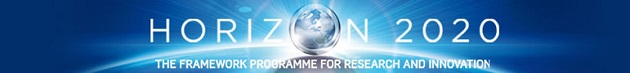 HORIZON 2020
THE FRAMEWORK PROGRAMME FOR RESEARCH AND INNOVATION